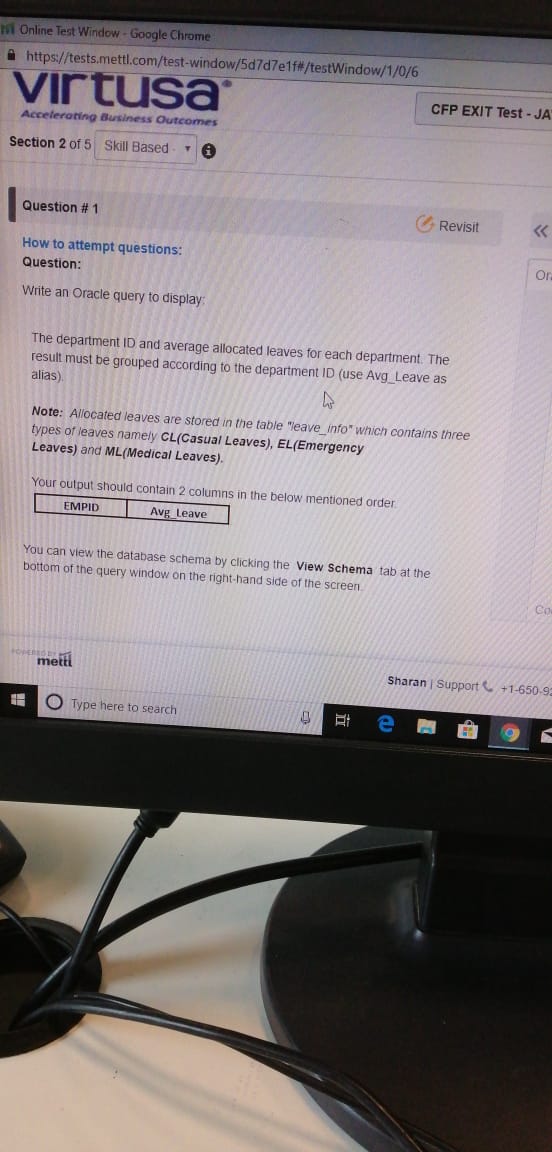 Online Test Window - Google Chrome
https://tests.mettl.com/test-window/5d7d7e1f#/testWindow/1/0/6
virtusa
Accelerating Business Outcomes
CFP EXIT Test - JA
Section 2 of 5 Skill Based
Question # 1
Revisit
How to attempt questions:
Question:
Or
Write an Oracle query to display:
The department ID and average allocated leaves for each department. The
result must be grouped according to the department ID (use Avg_Leave as
alias).
Note: Allocated leaves are stored in the table "leave_info" which contains three
types of leaves namely CL(Casual Leaves), EL(Emergency
Leaves) and ML(Medical Leaves).
Your output should contain 2 columns in the below mentioned order.
EMPID Avg_Leave
You can view the database schema by clicking the View Schema tab at the
bottom of the query window on the right-hand side of the screen.
Co
POWERED BY
mettl
Sharan | Support +1-650-9
Type here to search